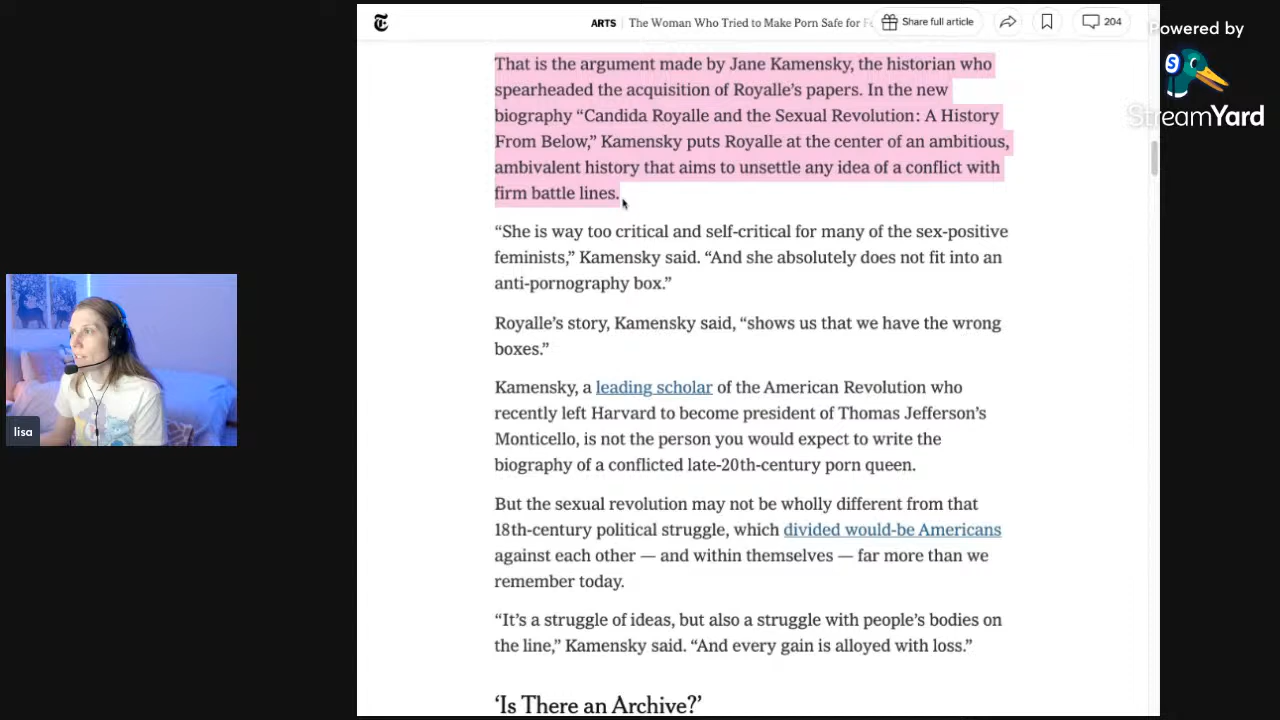 ARTS | The Woman Who Tried to Make Porn Safe for
Share full article
204
Powered by
StreamYard
That is the argument made by Jane Kamensky, the historian who
spearheaded the acquisition of Royalle’s papers. In the new
biography “Candida Royalle and the Sexual Revolution: A History
From Below,” Kamensky puts Royalle at the center of an ambitious,
ambivalent history that aims to unsettle any idea of a conflict with
firm battle lines.
“She is way too critical and self-critical for many of the sex-positive
feminists,” Kamensky said. “And she absolutely does not fit into an
anti-pornography box.”
Royalle’s story, Kamensky said, “shows us that we have the wrong
boxes.”
Kamensky, a leading scholar of the American Revolution who
recently left Harvard to become president of Thomas Jefferson’s
Monticello, is not the person you would expect to write the
biography of a conflicted late-20th-century porn queen.
But the sexual revolution may not be wholly different from that
18th-century political struggle, which divided would-be Americans
against each other — and within themselves — far more than we
remember today.
“It’s a struggle of ideas, but also a struggle with people’s bodies on
the line,” Kamensky said. “And every gain is alloyed with loss.”
‘Is There an Archive?’
lisa